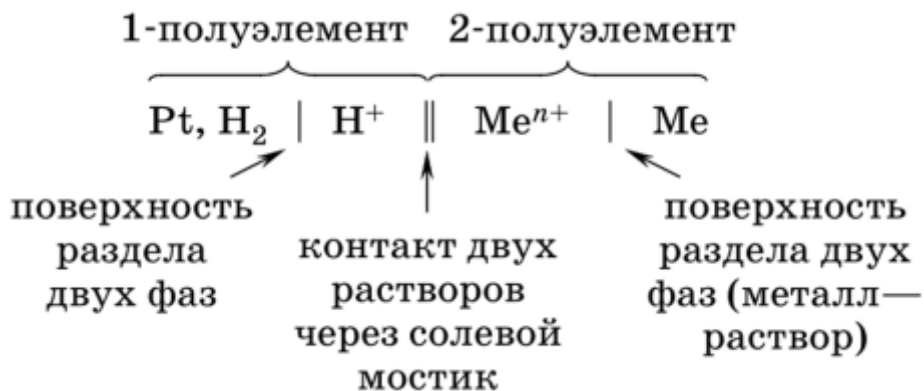 1-полуэлемент 2-полуэлемент
Pt, H₂ | H⁺ || Meⁿ⁺ | Me
поверхность
раздела
двух фаз
контакт двух
растворов
через солевой
мостик
поверхность
раздела двух
фаз (металл—
раствор)